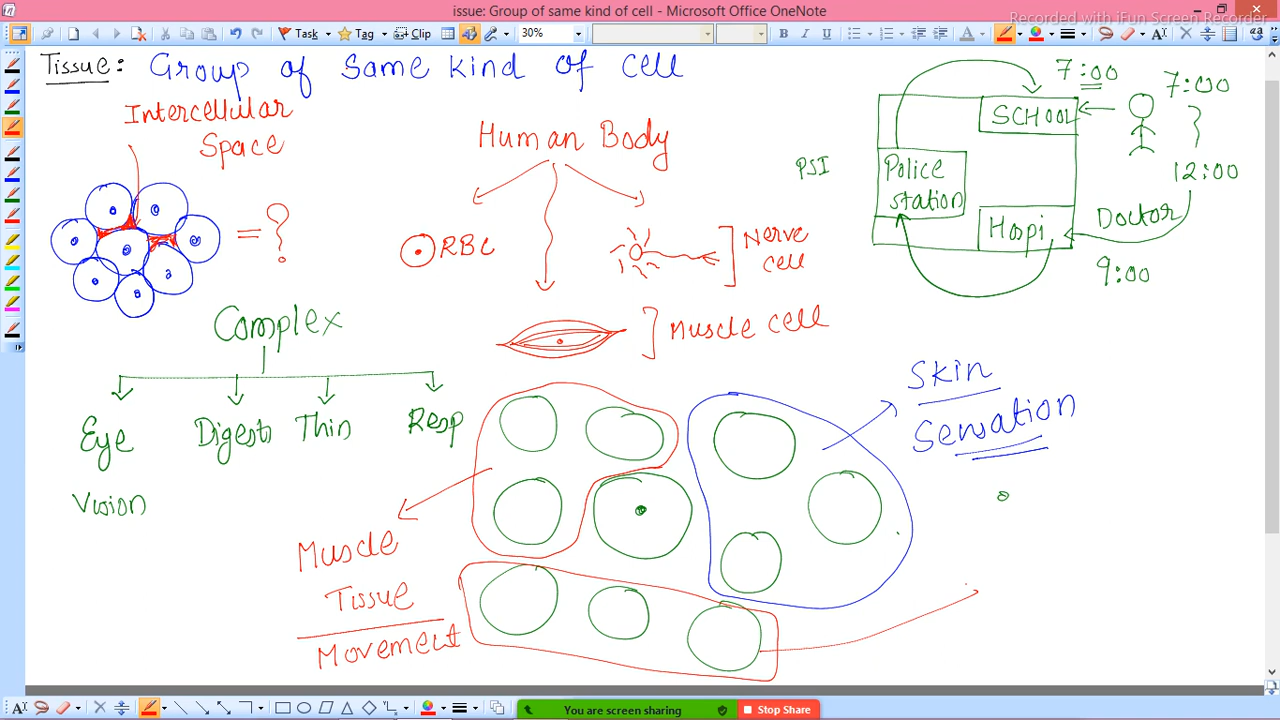 issue: Group of same kind of cell - Microsoft Office OneNote
Recorded with iFun Screen Recorder
Task
Tag
Clip
30%
B I U
Tissue: Group of Same kind of cell
Intercellular
Space
= ?
Human Body
RBC
Nerve
cell
Muscle cell
7:00
7:00
SCHOOL
PSI
Police
station
12:00
Hospi
Doctor
9:00
Complex
Eye
Digests
Thin
Resp
Vision
Skin
Sensation
Muscle
Tissue
Movement
You are screen sharing
Stop Share